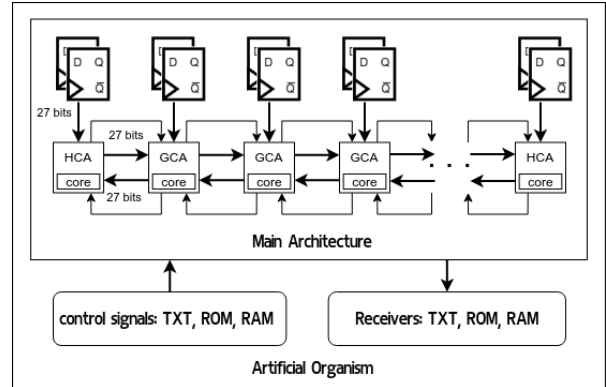 D Q D Q D Q D Q D Q
Q̅ Q̅ Q̅ Q̅ Q̅
27 bits
27 bits
HCA GCA GCA GCA . . . HCA
core core core core core
27 bits
Main Architecture
control signals: TXT, ROM, RAM
Receivers: TXT, ROM, RAM
Artificial Organism